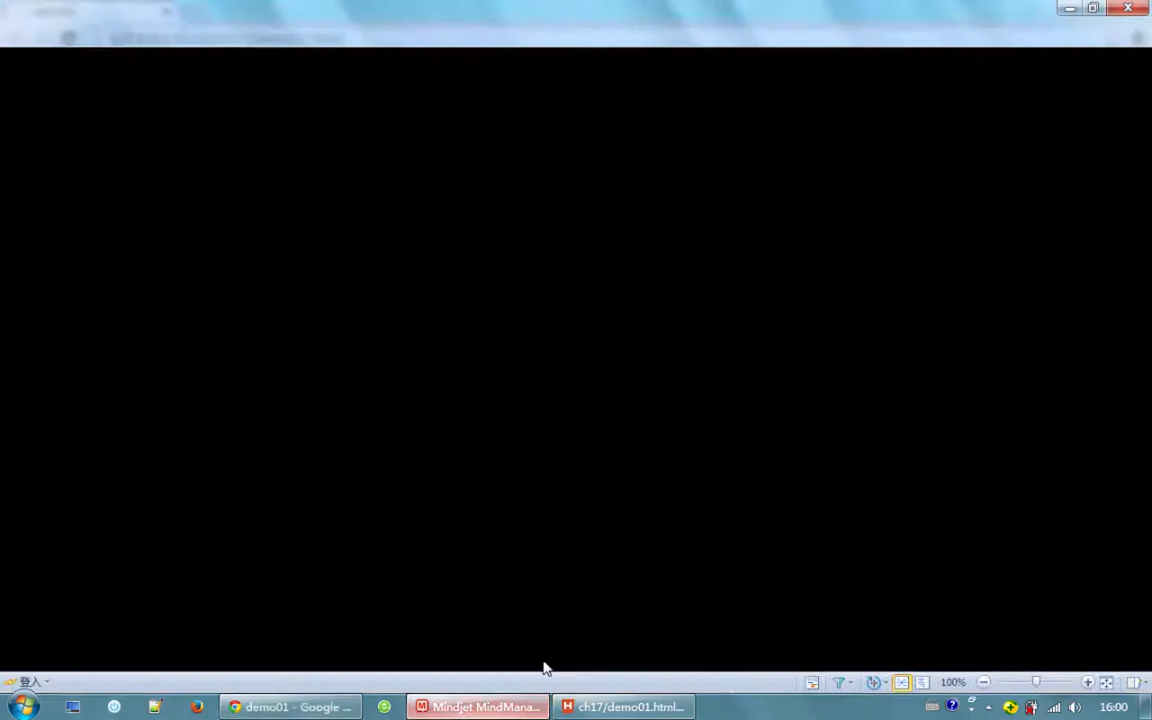 登入
100%
demo01 - Google ...
Mindjet MindMana...
ch17/demo01.html...
16:00